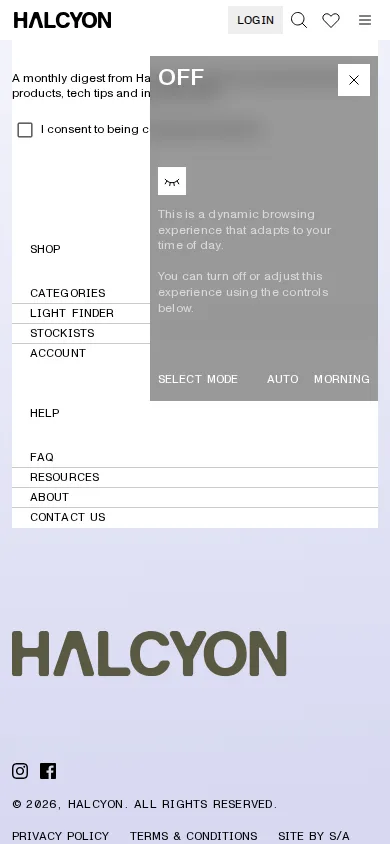 HALCYON
LOGIN
A monthly digest from Ha
products, tech tips and in
I consent to being c
OFF
This is a dynamic browsing
experience that adapts to your
time of day.
You can turn off or adjust this
experience using the controls
below.
SELECT MODE AUTO MORNING
SHOP
CATEGORIES
LIGHT FINDER
STOCKISTS
ACCOUNT
HELP
FAQ
RESOURCES
ABOUT
CONTACT US
HALCYON
© 2026, HALCYON. ALL RIGHTS RESERVED.
PRIVACY POLICY TERMS & CONDITIONS SITE BY S/A